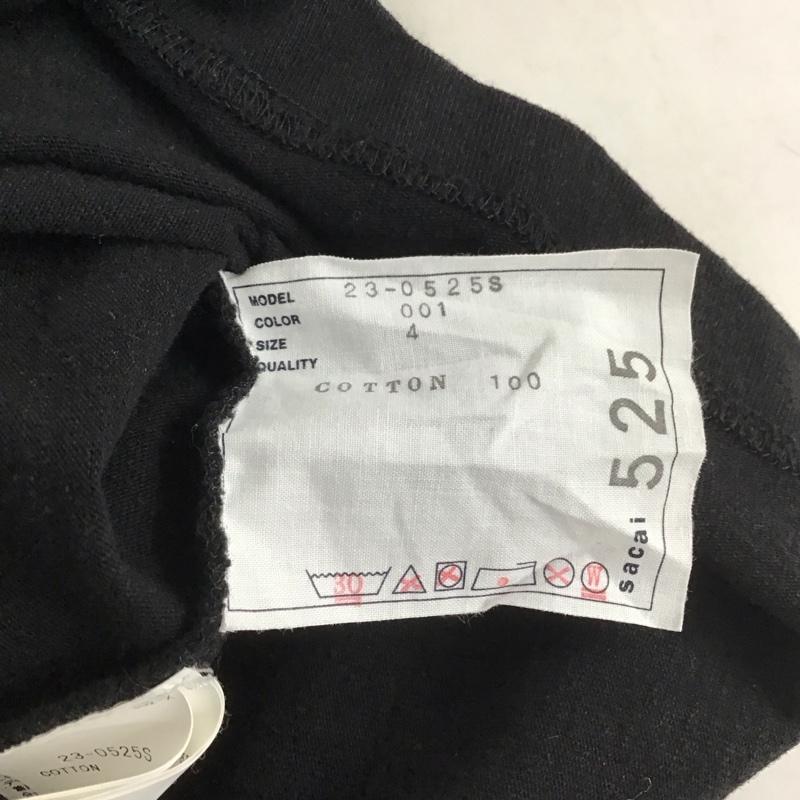 MODEL 23-0525S
COLOR 001
SIZE 4
QUALITY
COTTON 100
sacai 525
30
W
23-0525S
COTTON